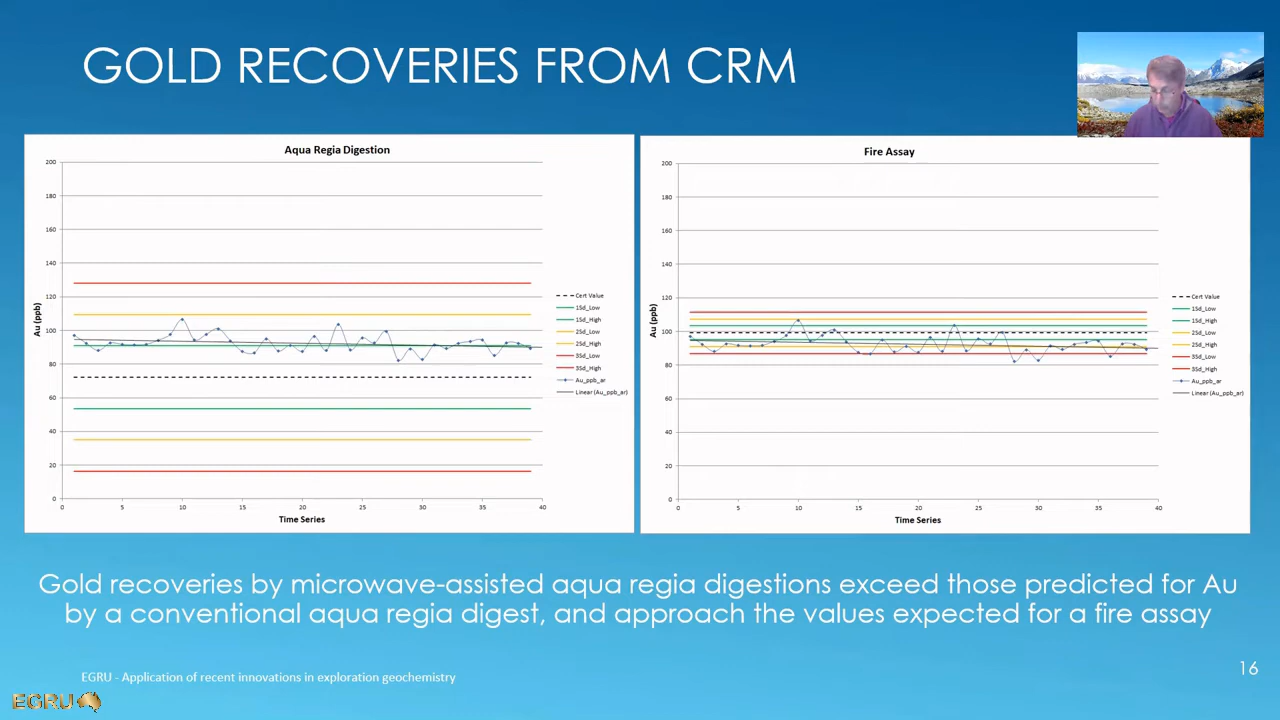 GOLD RECOVERIES FROM CRM
Aqua Regia Digestion
200
180
160
140
120
100
80
60
40
20
0
Au (ppb)
0 5 10 15 20 25 30 35 40
Time Series
Cert Value
1Sd_Low
1Sd_High
2Sd_Low
2Sd_High
3Sd_Low
3Sd_High
Au_ppb_ar
Linear (Au_ppb_ar)
Fire Assay
200
180
160
140
120
100
80
60
40
20
0
Au (ppb)
0 5 10 15 20 25 30 35 40
Time Series
Cert Value
1Sd_Low
1Sd_High
2Sd_Low
2Sd_High
3Sd_Low
3Sd_High
Au_ppb_ar
Linear (Au_ppb_ar)
Gold recoveries by microwave-assisted aqua regia digestions exceed those predicted for Au
by a conventional aqua regia digest, and approach the values expected for a fire assay
EGRU - Application of recent innovations in exploration geochemistry
16
EGRU